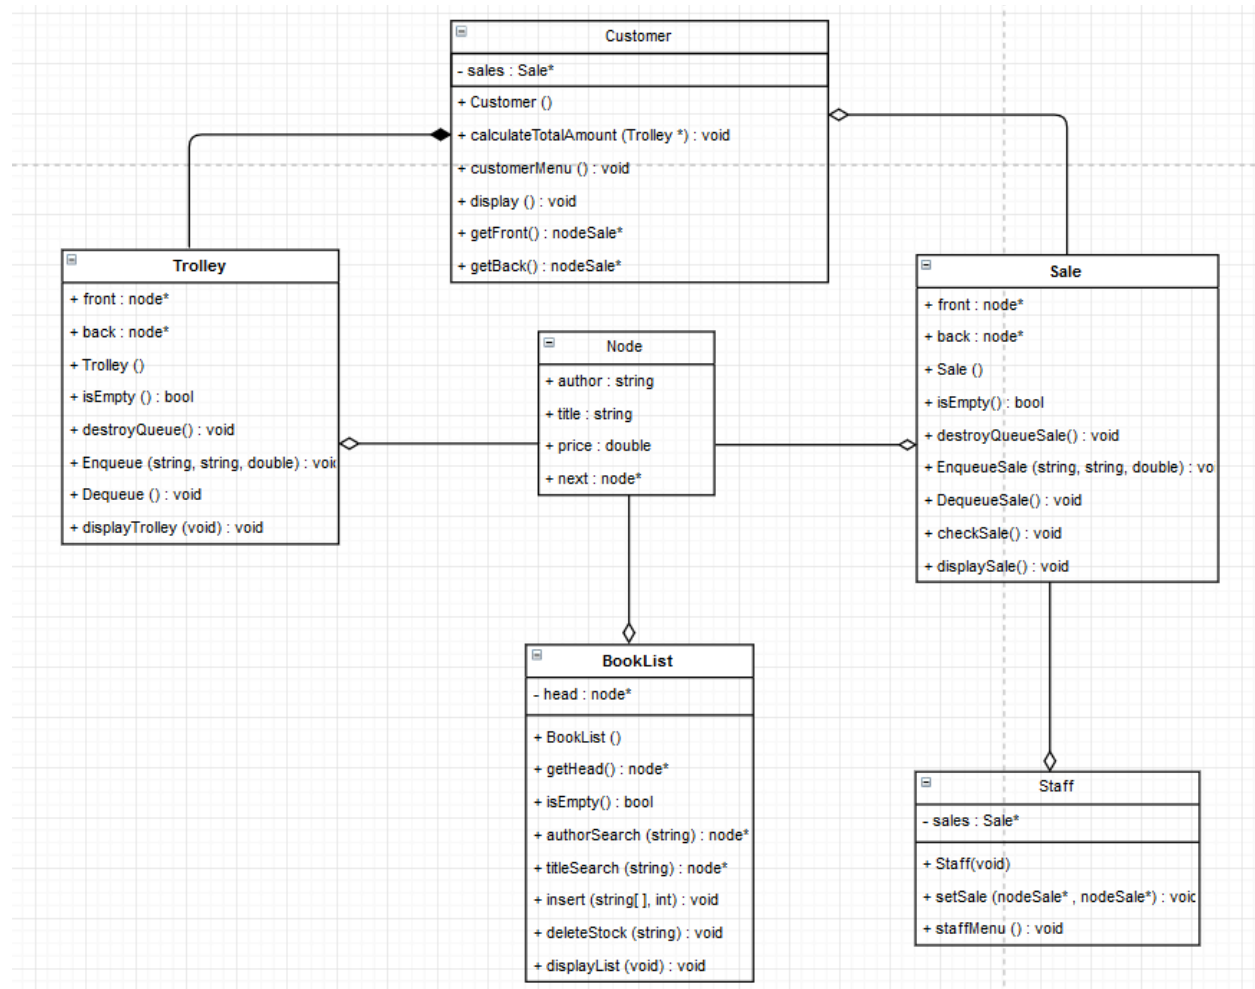 Customer
- sales : Sale*
+ Customer ()
+ calculateTotalAmount (Trolley *) : void
+ customerMenu () : void
+ display () : void
+ getFront() : nodeSale*
+ getBack() : nodeSale*
Trolley
+ front : node*
+ back : node*
+ Trolley ()
+ isEmpty () : bool
+ destroyQueue() : void
+ Enqueue (string, string, double) : voi
+ Dequeue () : void
+ displayTrolley (void) : void
Node
+ author : string
+ title : string
+ price : double
+ next : node*
Sale
+ front : node*
+ back : node*
+ Sale ()
+ isEmpty() : bool
+ destroyQueueSale() : void
+ EnqueueSale (string, string, double) : vo
+ DequeueSale() : void
+ checkSale() : void
+ displaySale() : void
BookList
- head : node*
+ BookList ()
+ getHead() : node*
+ isEmpty() : bool
+ authorSearch (string) : node*
+ titleSearch (string) : node*
+ insert (string[ ], int) : void
+ deleteStock (string) : void
+ displayList (void) : void
Staff
- sales : Sale*
+ Staff(void)
+ setSale (nodeSale* , nodeSale*) : voic
+ staffMenu () : void